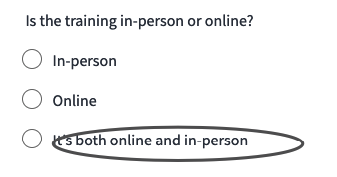 Is the training in-person or online?
In-person
Online
It's both online and in-person